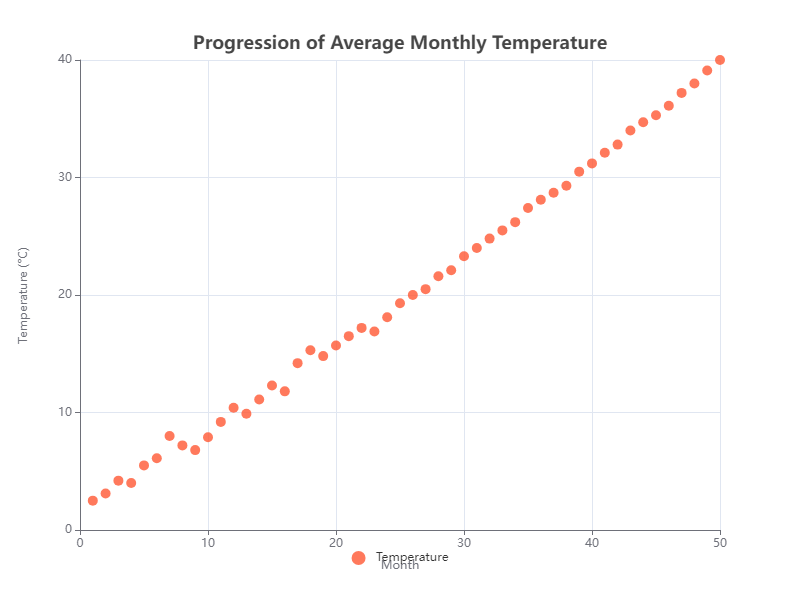 Progression of Average Monthly Temperature
Temperature (°C)
40
30
20
10
0
0 10 20 30 40 50
Temperature
Month